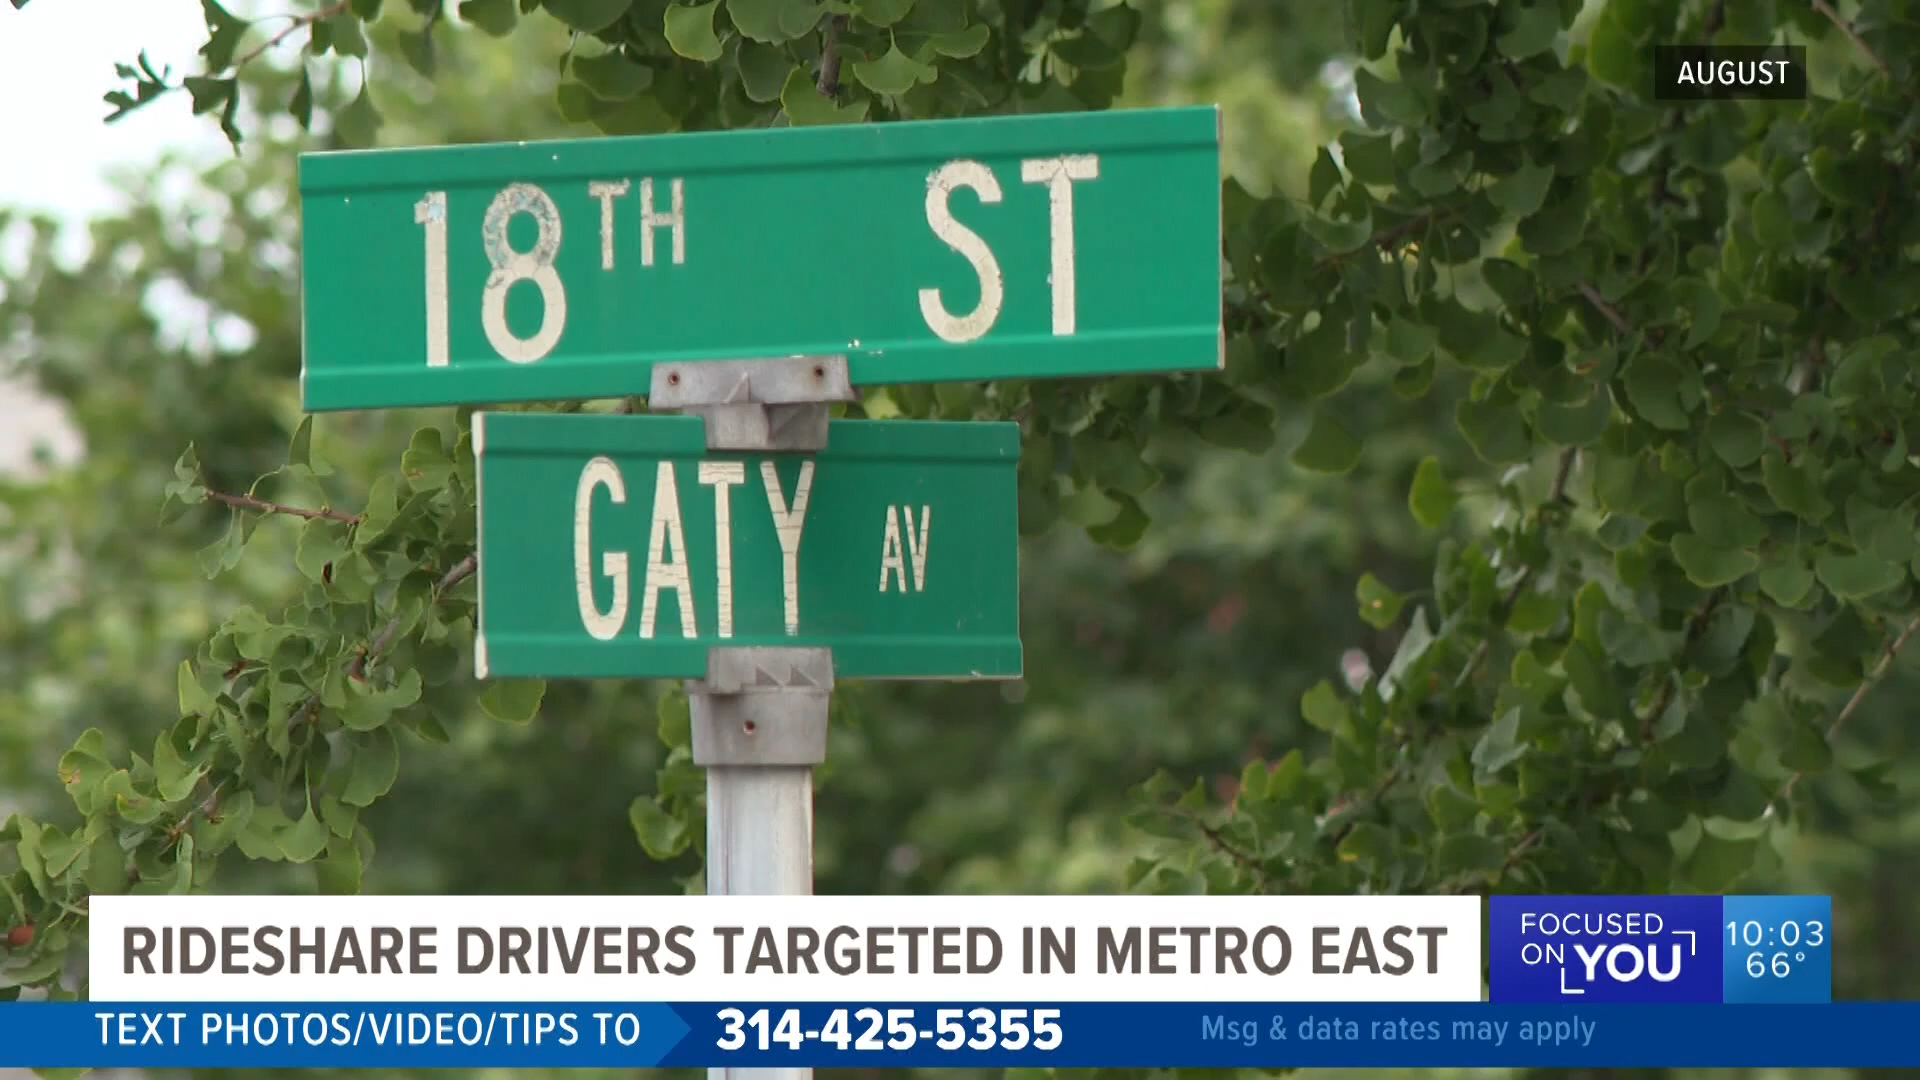 AUGUST
18TH ST
GATY AV
RIDESHARE DRIVERS TARGETED IN METRO EAST
FOCUSED ON YOU
10:03
66°
TEXT PHOTOS/VIDEO/TIPS TO 314-425-5355 Msg & data rates may apply